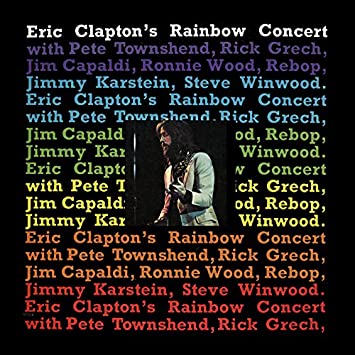 Eric Clapton's Rainbow Concert
with Pete Townshend, Rick Grech,
Jim Capaldi, Ronnie Wood, Rebop,
Jimmy Karstein, Steve Winwood.
Eric Clapton's Rainbow Concert
with Pete Townshend, Rick Grech,
Jim Rebop,
Jimmy Winwood.
Eric Concert
with Pete Rick Grech,
Jim Rebop,
Jimmy Winwood.
Eric Clapton's Rainbow Concert
with Pete Townshend, Rick Grech,
Jim Capaldi, Ronnie Wood, Rebop,
Jimmy Karstein, Steve Winwood.
Eric Clapton's Rainbow Concert
with Pete Townshend, Rick Grech,